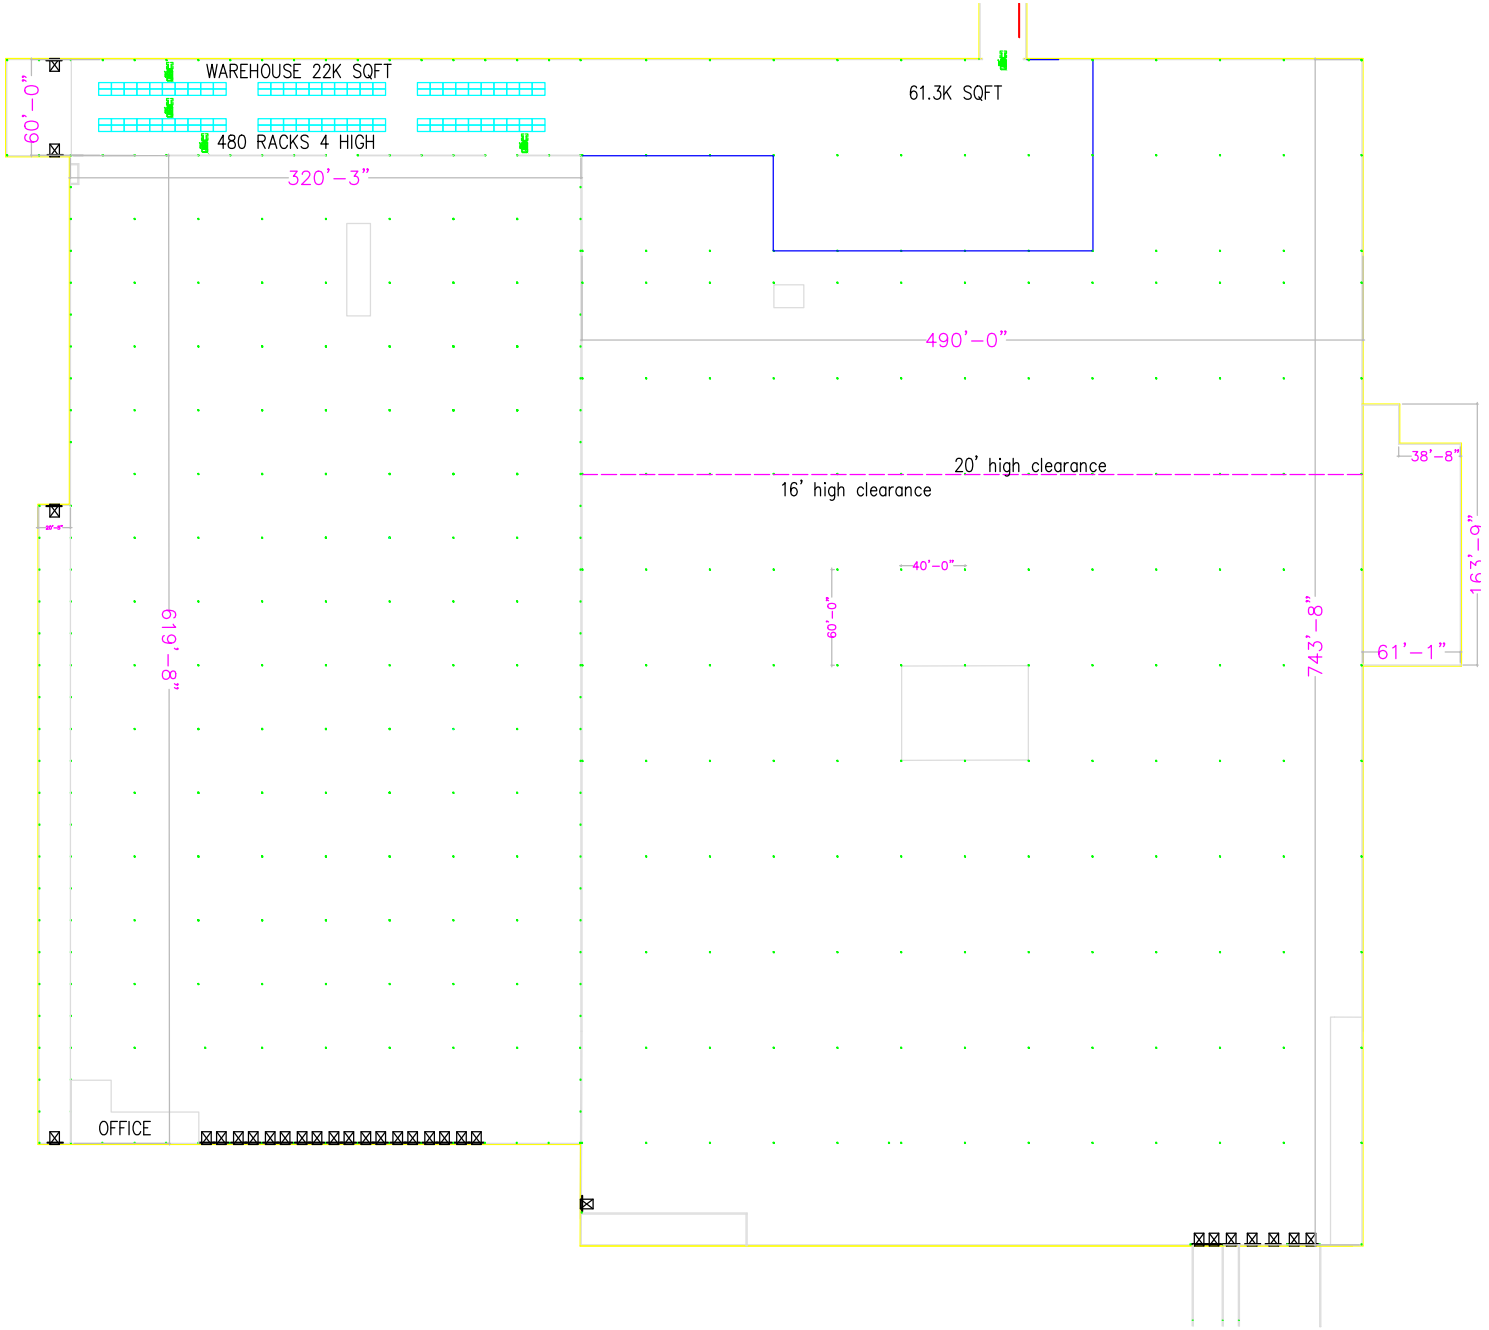 WAREHOUSE 22K SQFT
61.3K SQFT
60'-0"
480 RACKS 4 HIGH
320'-3"
490'-0"
20' high clearance
16' high clearance
38'-8"
163'-9"
40'-0"
60'-0"
619'-8"
743'-8"
61'-1"
OFFICE